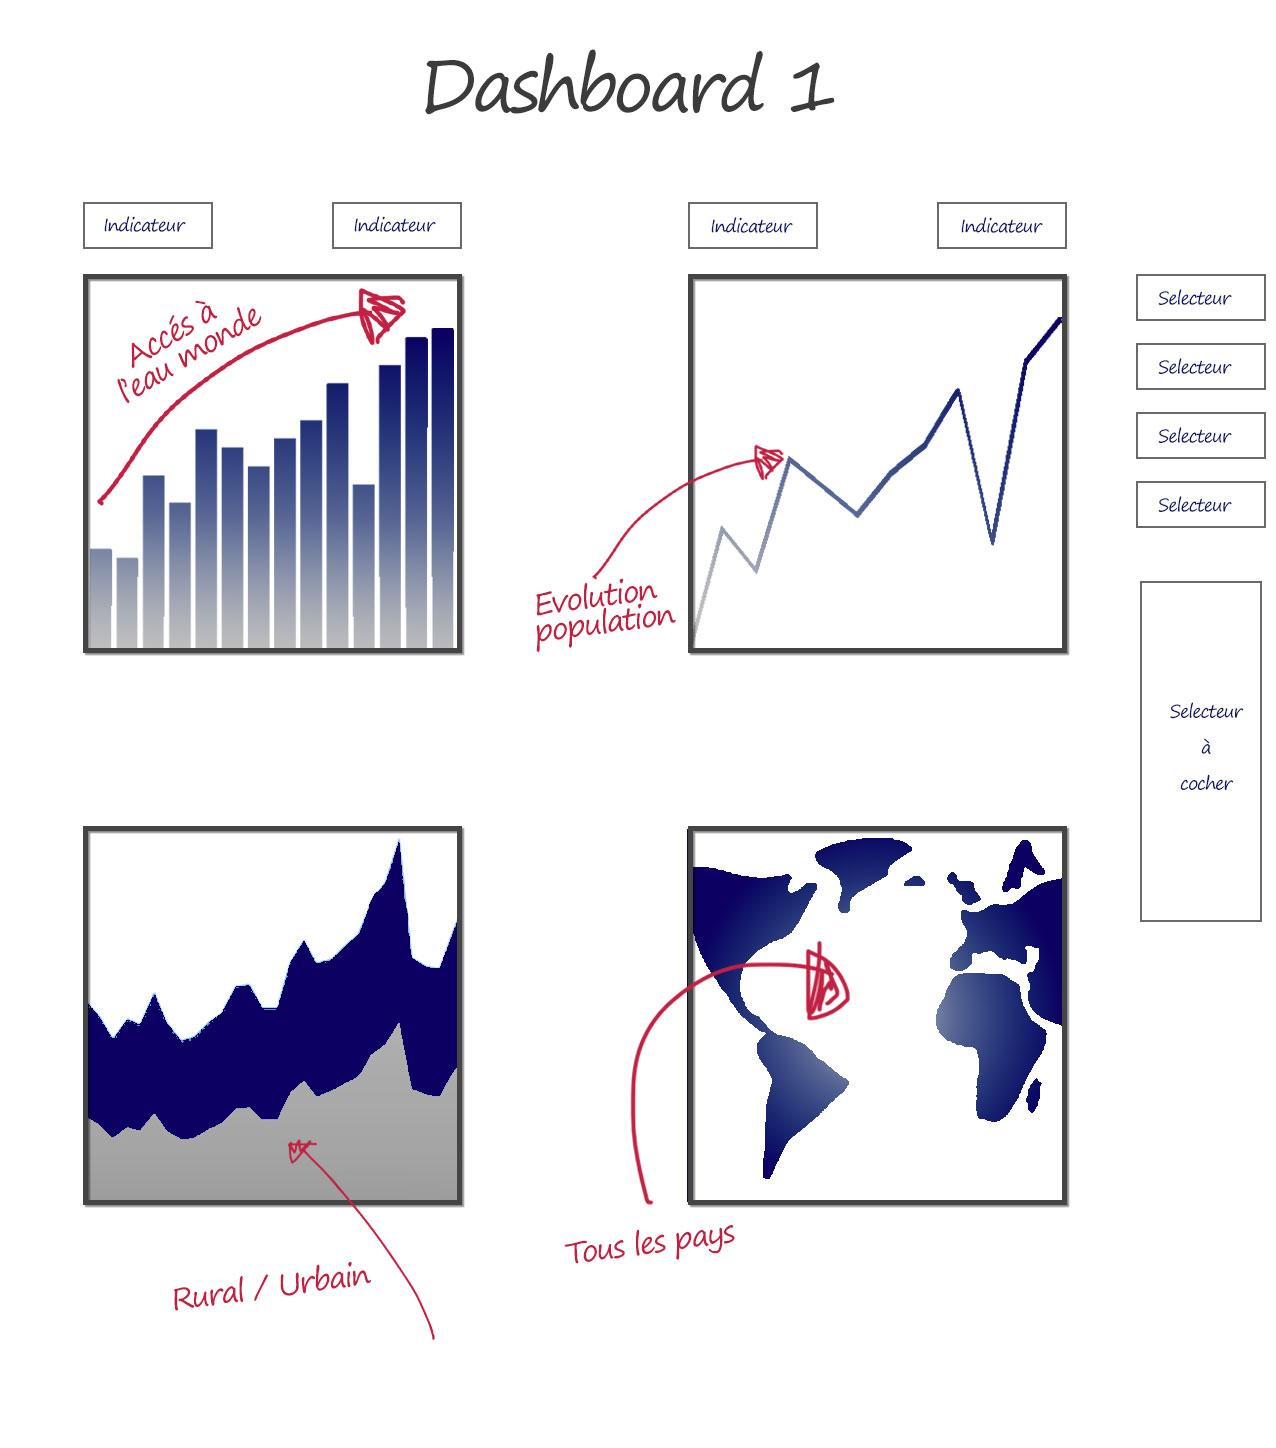 Dashboard 1
Indicateur
Indicateur
Indicateur
Indicateur
Accés à
l'eau monde
Evolution
population
Selecteur
Selecteur
Selecteur
Selecteur
Selecteur
à
cocher
Rural / Urbain
Tous les pays